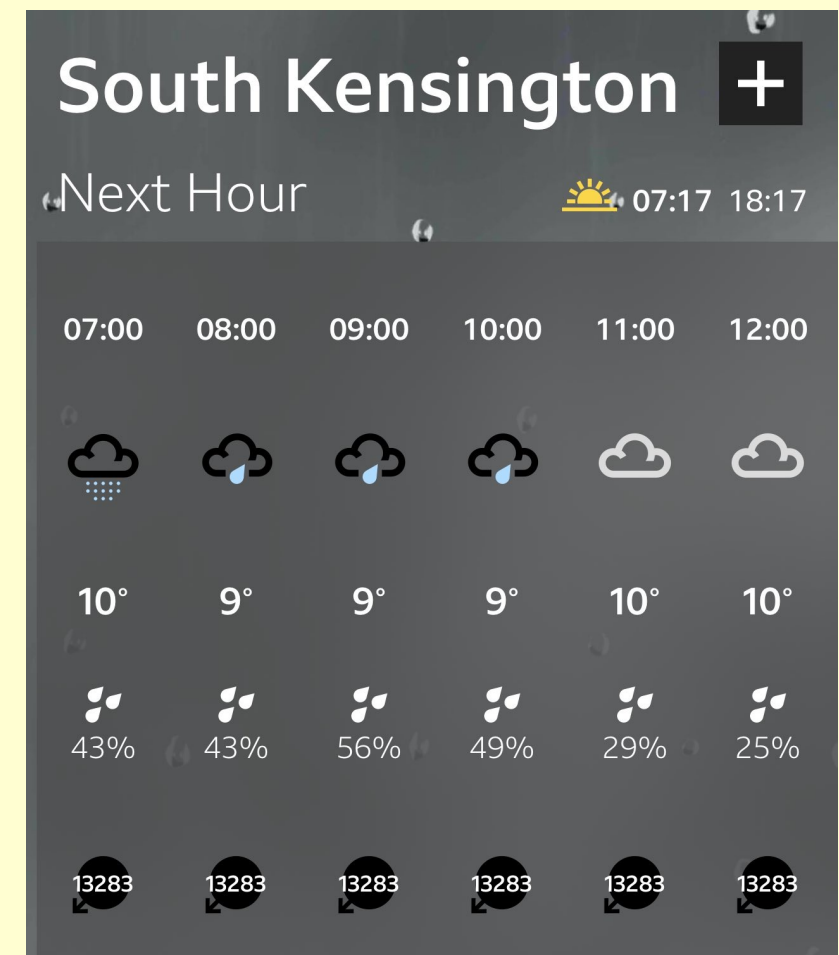 South Kensington +
Next Hour 07:17 18:17
07:00 08:00 09:00 10:00 11:00 12:00
10° 9° 9° 9° 10° 10°
43% 43% 56% 49% 29% 25%
13283 13283 13283 13283 13283 13283